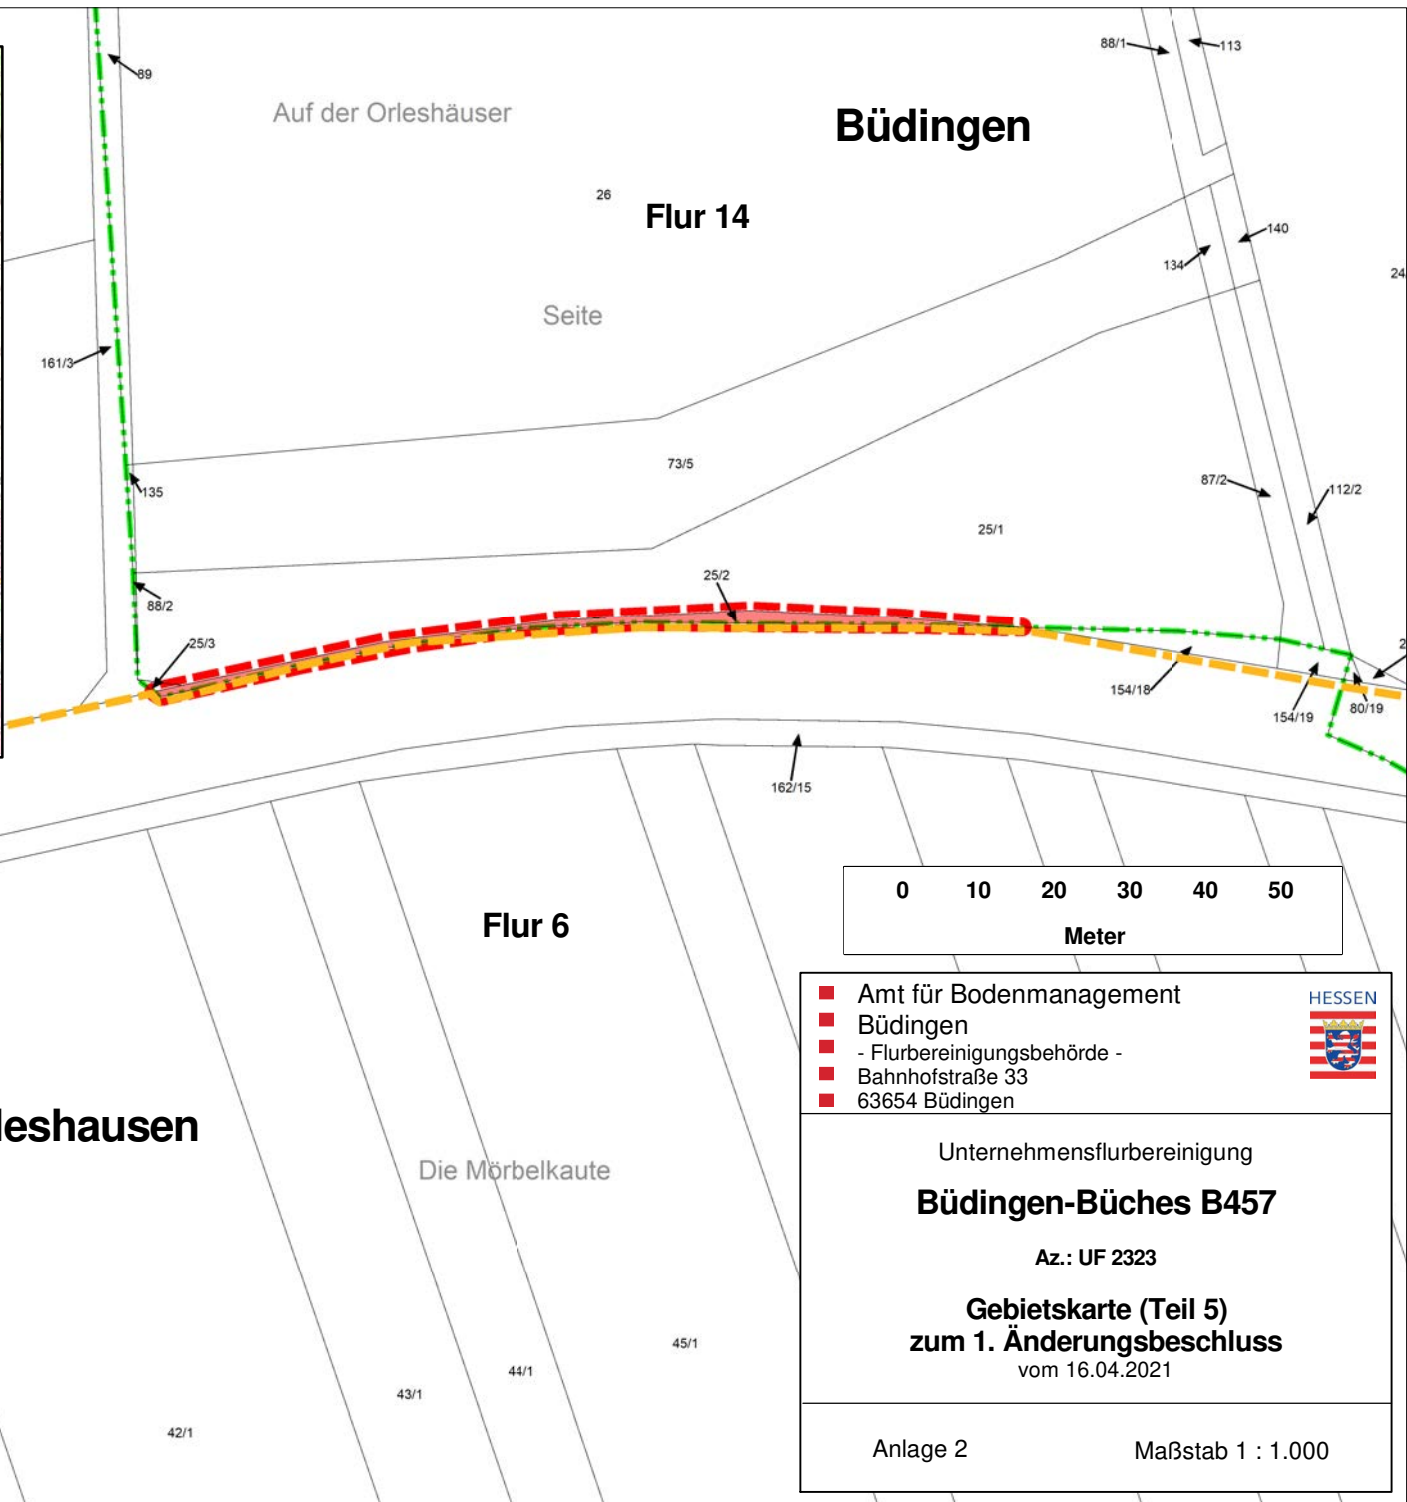 88/1
113
89
Auf der Orleshäuser
Büdingen
26
Flur 14
140
134
24
Seite
161/3
73/5
135
87/2
112/2
25/1
25/2
88/2
25/3
2
154/18
80/19
154/19
162/15
0 10 20 30 40 50
Meter
Flur 6
Amt für Bodenmanagement
Büdingen
- Flurbereinigungsbehörde -
Bahnhofstraße 33
63654 Büdingen
HESSEN
leshausen
Die Mörbelkaute
Unternehmensflurbereinigung
Büdingen-Büches B457
Az.: UF 2323
Gebietskarte (Teil 5)
zum 1. Änderungsbeschluss
vom 16.04.2021
45/1
44/1
43/1
42/1
Anlage 2 Maßstab 1 : 1.000